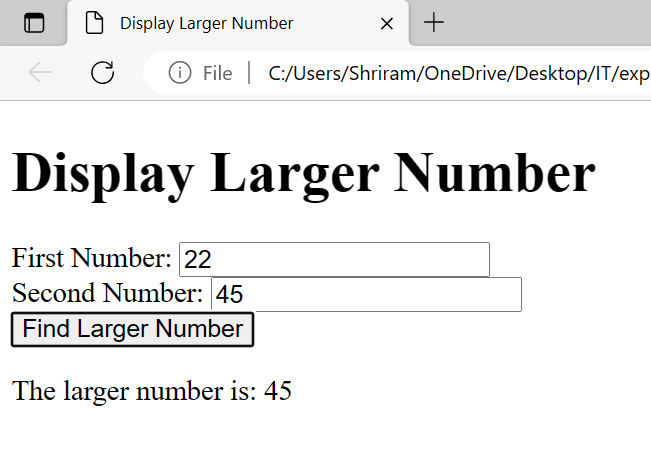 Display Larger Number
File | C:/Users/Shriram/OneDrive/Desktop/IT/exp
Display Larger Number
First Number: 22
Second Number: 45
Find Larger Number
The larger number is: 45